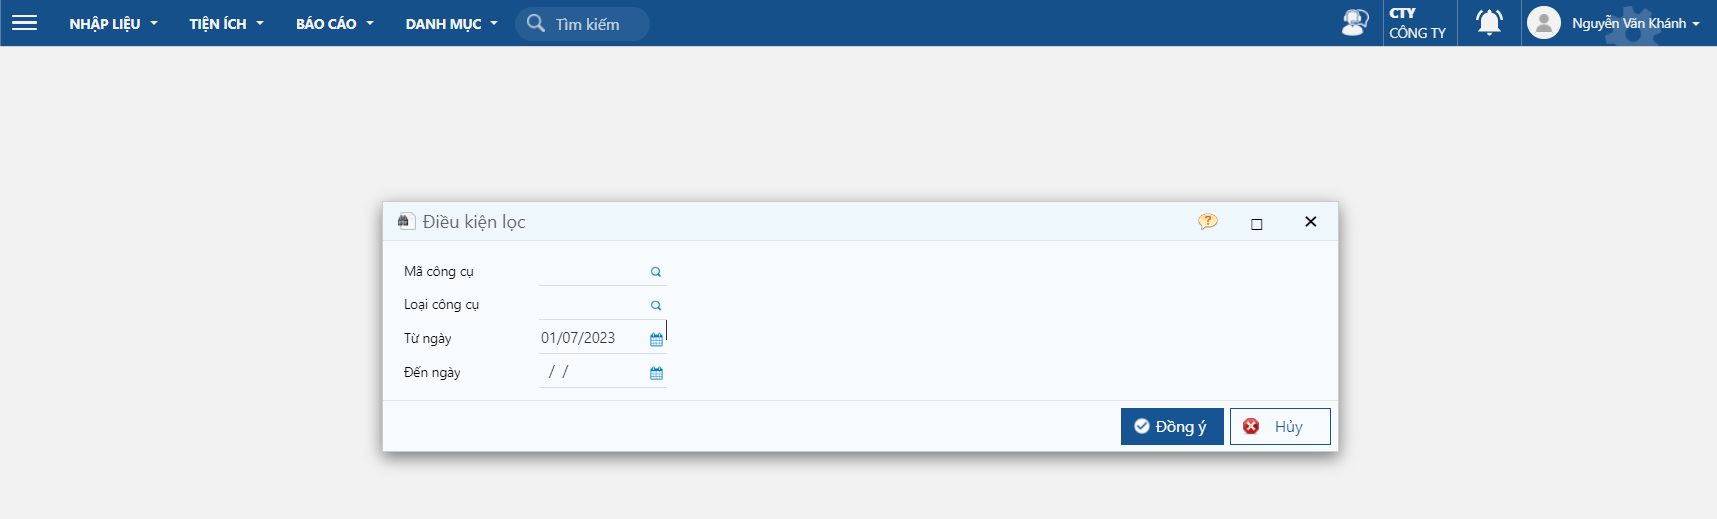 NHẬP LIỆU TIỆN ÍCH BÁO CÁO DANH MỤC Tìm kiếm CTY Nguyễn Văn Khánh
CÔNG TY
Điều kiện lọc ?
Mã công cụ
Loại công cụ
Từ ngày 01/07/2023
Đến ngày / /
Đồng ý Hủy